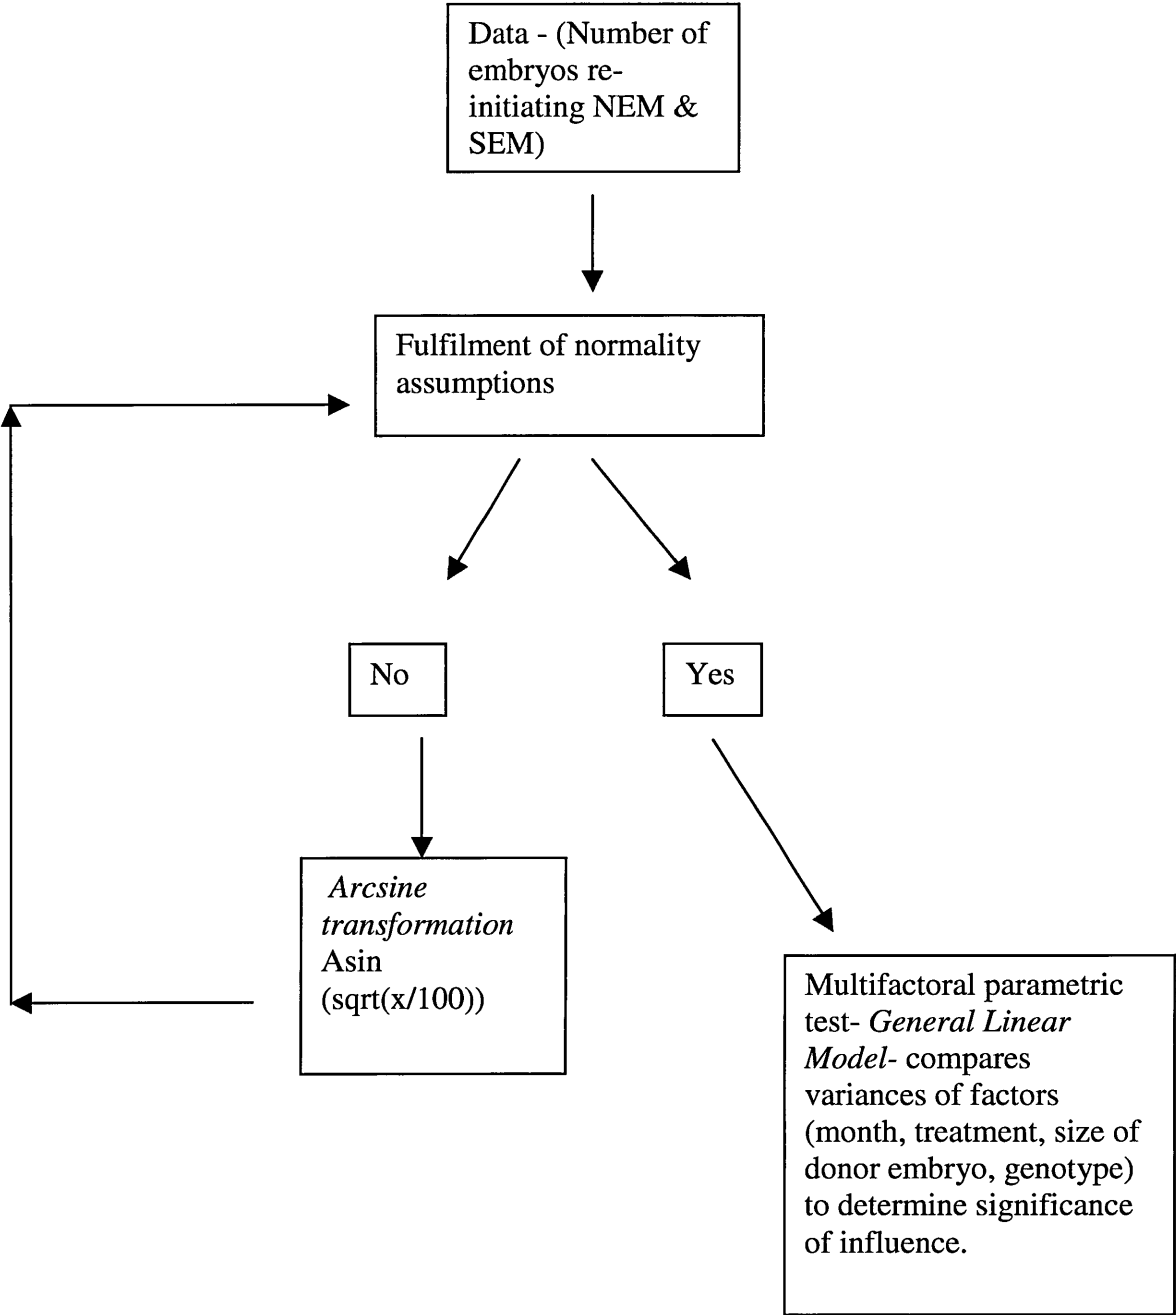 Data - (Number of
embryos re-
initiating NEM &
SEM)
Fulfilment of normality
assumptions
No
Yes
Arcsine
transformation
Asin
(sqrt(x/100))
Multifactoral parametric
test- General Linear
Model- compares
variances of factors
(month, treatment, size of
donor embryo, genotype)
to determine significance
of influence.